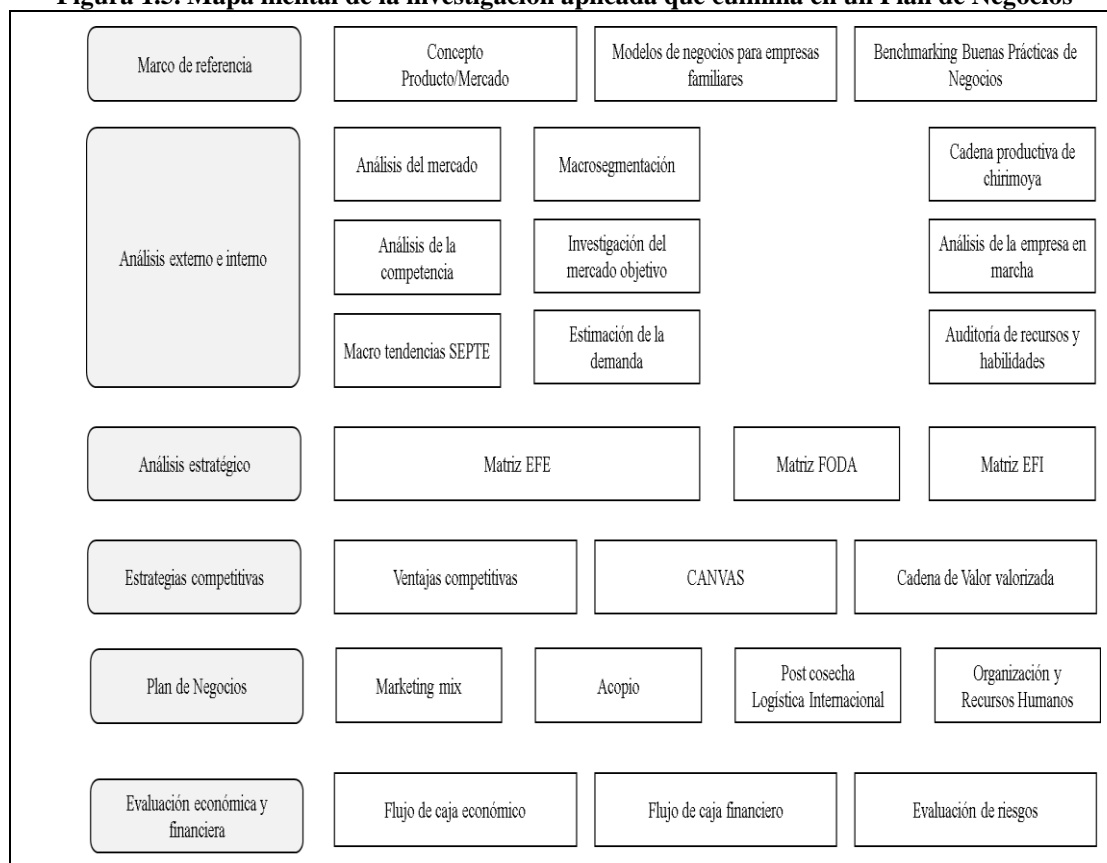 Figura 1.3. Mapa mental de la investigación aplicada que culmina en un Plan de Negocios
Marco de referencia
Concepto
Producto/Mercado
Modelos de negocios para empresas
familiares
Benchmarking Buenas Prácticas de
Negocios
Análisis externo e interno
Análisis del mercado
Macrosegmentación
Cadena productiva de
chirimoya
Análisis de la
competencia
Investigación del
mercado objetivo
Análisis de la empresa en
marcha
Macro tendencias SEPTE
Estimación de la
demanda
Auditoría de recursos y
habilidades
Análisis estratégico
Matriz EFE
Matriz FODA
Matriz EFI
Estrategias competitivas
Ventajas competitivas
CANVAS
Cadena de Valor valorizada
Plan de Negocios
Marketing mix
Acopio
Post cosecha
Logística Internacional
Organización y
Recursos Humanos
Evaluación económica y
financiera
Flujo de caja económico
Flujo de caja financiero
Evaluación de riesgos